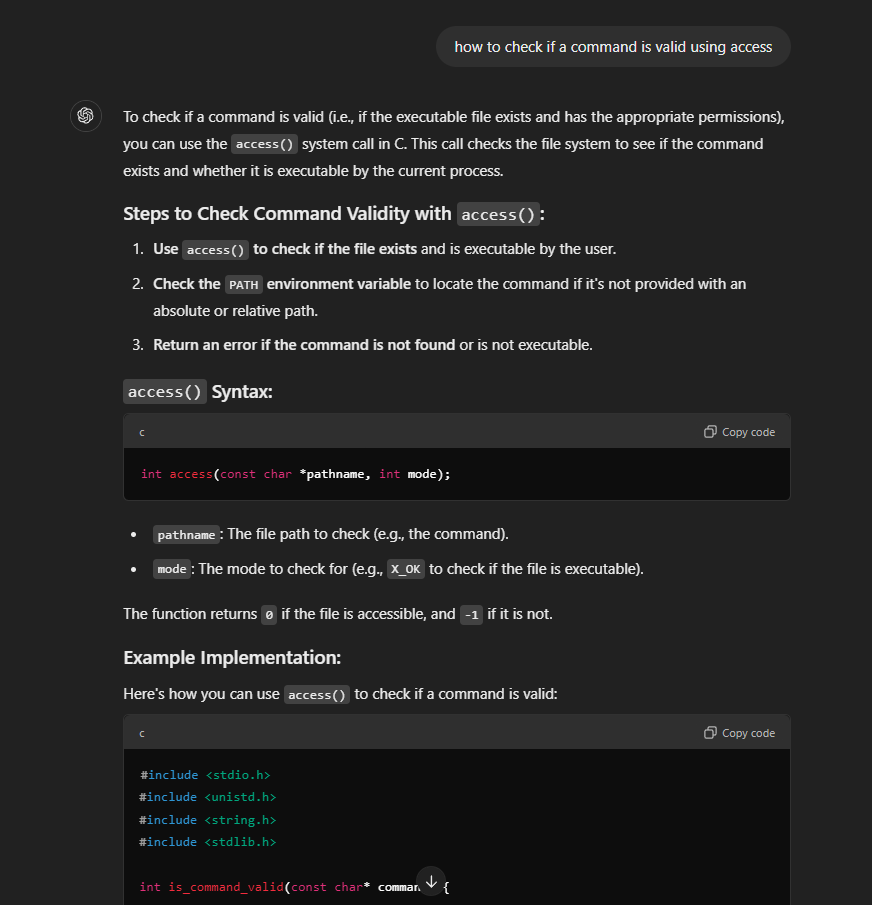 how to check if a command is valid using access
To check if a command is valid (i.e., if the executable file exists and has the appropriate permissions),
you can use the access() system call in C. This call checks the file system to see if the command
exists and whether it is executable by the current process.
Steps to Check Command Validity with access():
1. Use access() to check if the file exists and is executable by the user.
2. Check the PATH environment variable to locate the command if it's not provided with an
absolute or relative path.
3. Return an error if the command is not found or is not executable.
access() Syntax:
c Copy code
int access(const char *pathname, int mode);
• pathname: The file path to check (e.g., the command).
• mode: The mode to check for (e.g., X_OK to check if the file is executable).
The function returns 0 if the file is accessible, and -1 if it is not.
Example Implementation:
Here's how you can use access() to check if a command is valid:
c Copy code
#include <stdio.h>
#include <unistd.h>
#include <string.h>
#include <stdlib.h>
int is_command_valid(const char* {